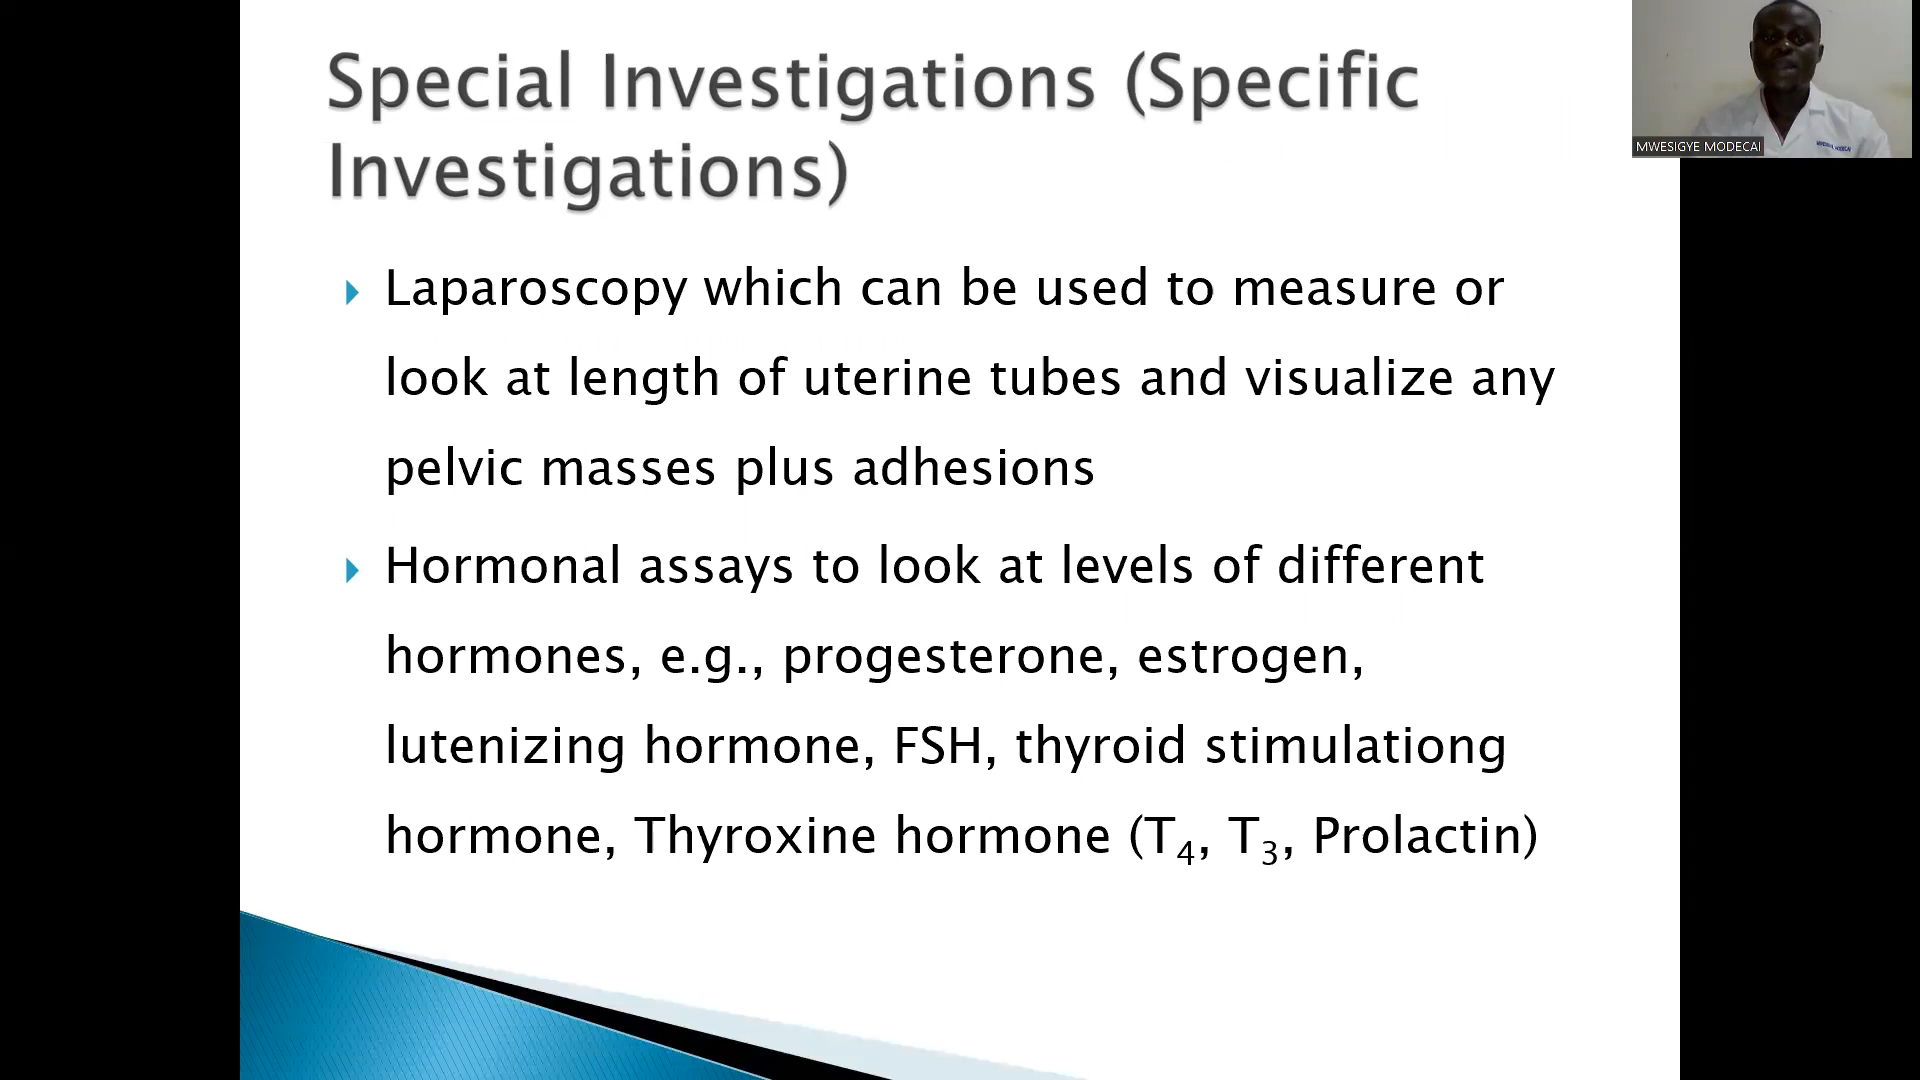 Special Investigations (Specific
Investigations)
Laparoscopy which can be used to measure or
look at length of uterine tubes and visualize any
pelvic masses plus adhesions
Hormonal assays to look at levels of different
hormones, e.g., progesterone, estrogen,
lutenizing hormone, FSH, thyroid stimulationg
hormone, Thyroxine hormone (T₄, T₃, Prolactin)
MWESIGYE MODECAI